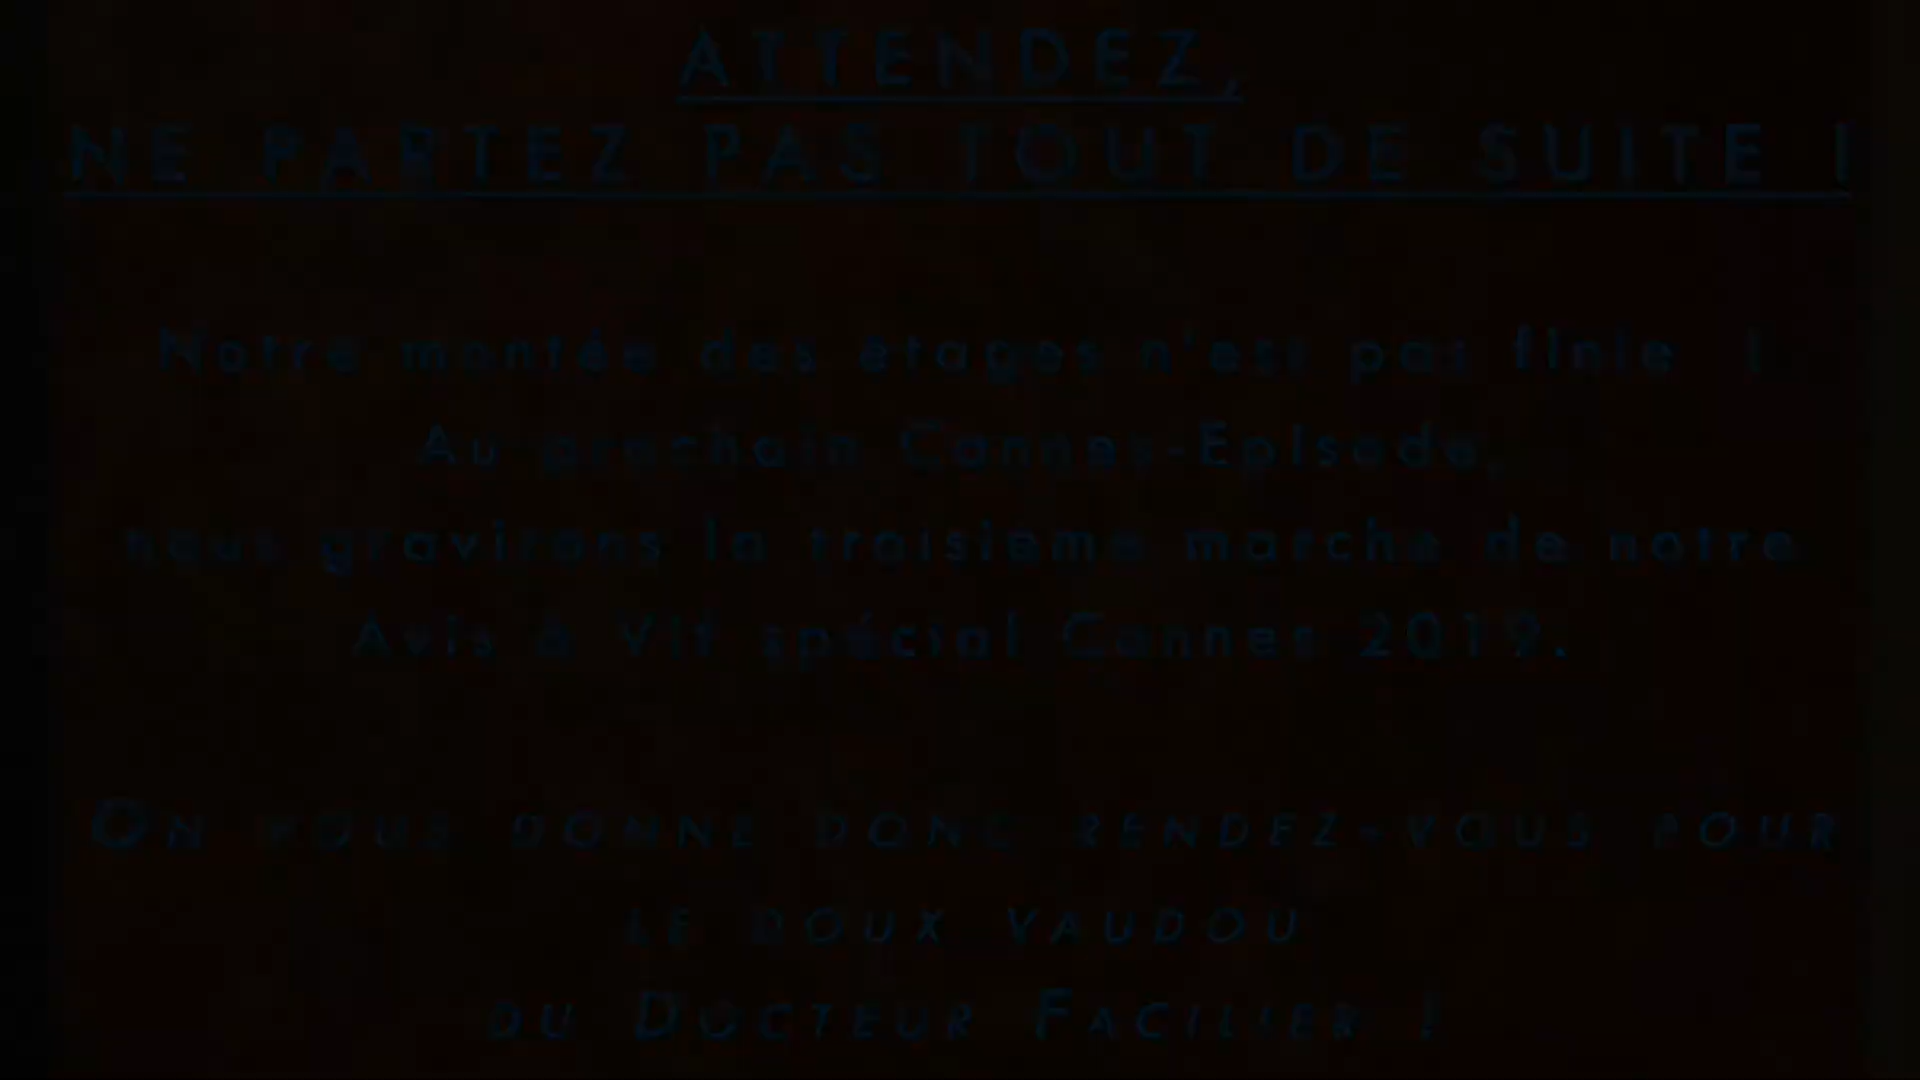 ATTENDEZ,
NE PARTEZ PAS TOUT DE SUITE !
Notre montée des étages n'est pas finie !
Au prochain Cannes-Episode,
nous gravirons la troisième marche de notre
Avis à Vif spécial Cannes 2019.
ON VOUS DONNE DONC RENDEZ-VOUS POUR
LE DOUX VAUDOU
DU DOCTEUR FACILIER !